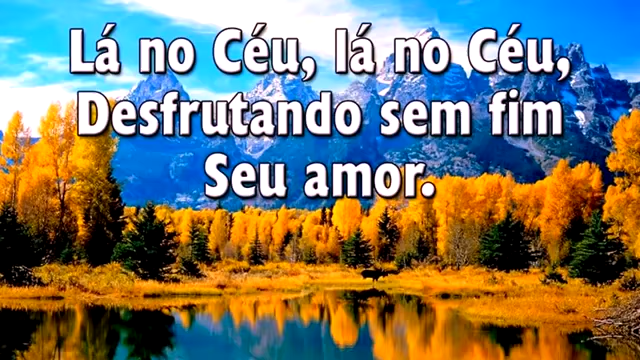 Lá no Céu, lá no Céu,
Desfrutando sem fim
Seu amor.